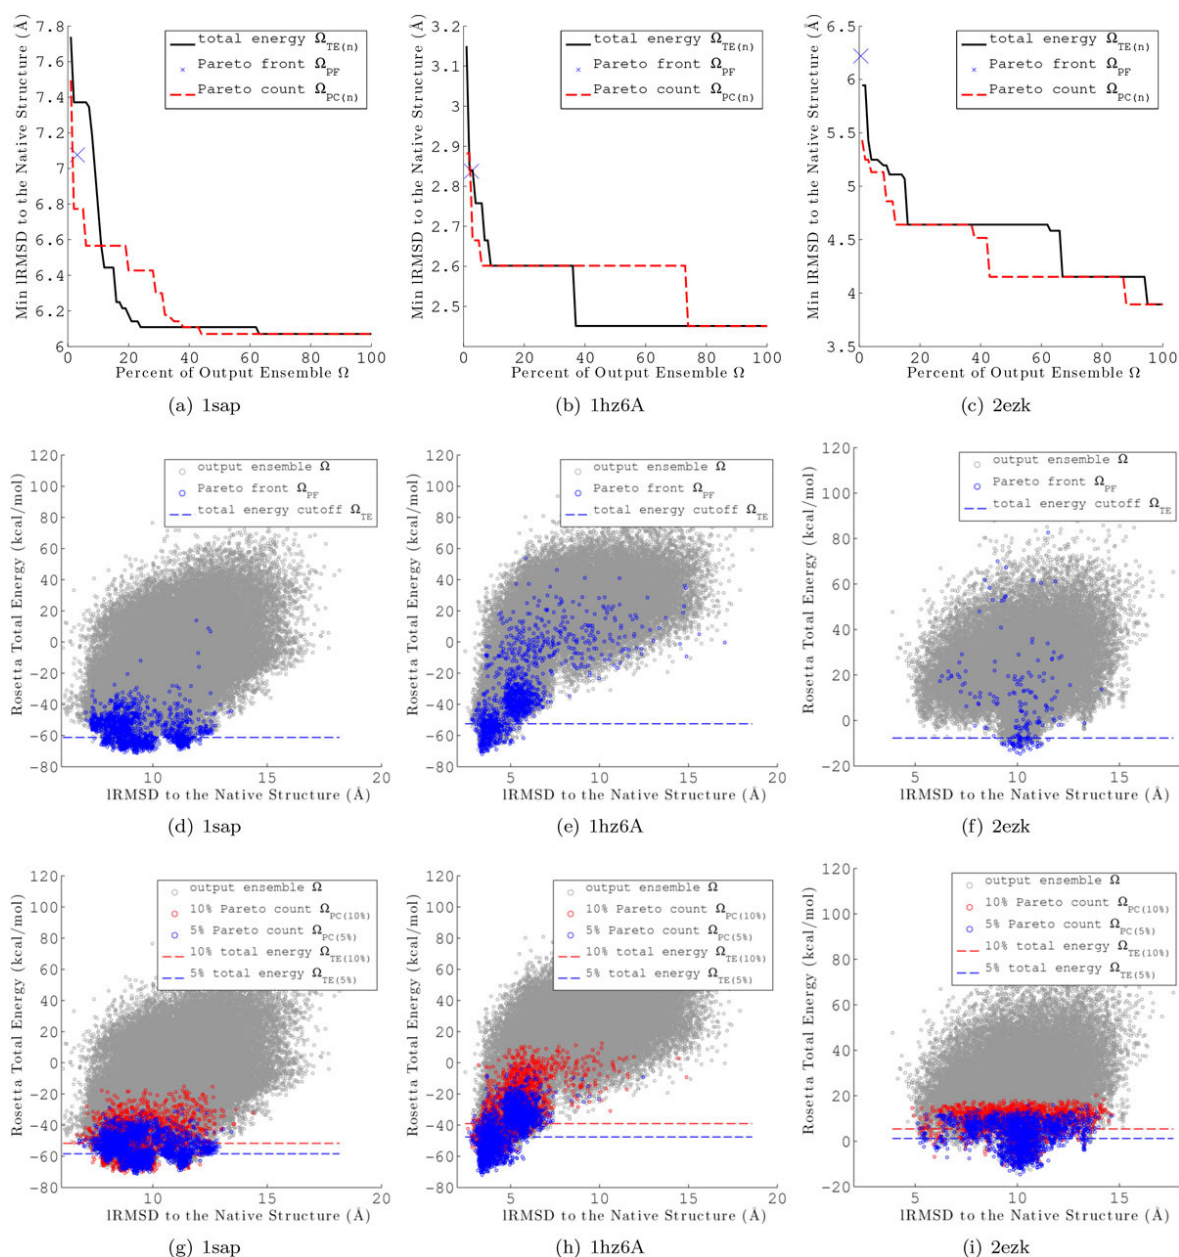 Min lRMSD to the Native Structure (Å)
7.8
7.6
7.4
7.2
7
6.8
6.6
6.4
6.2
6
0
20
40
60
80
100
total energy Ω_TE(n)
Pareto front Ω_PF
Pareto count Ω_PC(n)
Percent of Output Ensemble Ω
(a) 1sap
Min lRMSD to the Native Structure (Å)
3.2
3.1
3
2.9
2.8
2.7
2.6
2.5
0
20
40
60
80
100
total energy Ω_TE(n)
Pareto front Ω_PF
Pareto count Ω_PC(n)
Percent of Output Ensemble Ω
(b) 1hz6A
Min lRMSD to the Native Structure (Å)
6.5
6
5.5
5
4.5
4
3.5
0
20
40
60
80
100
total energy Ω_TE(n)
Pareto front Ω_PF
Pareto count Ω_PC(n)
Percent of Output Ensemble Ω
(c) 2ezk
Rosetta Total Energy (kcal/mol)
120
100
80
60
40
20
0
−20
−40
−60
−80
10
15
20
output ensemble Ω
Pareto front Ω_PF
total energy cutoff Ω_TE
lRMSD to the Native Structure (Å)
(d) 1sap
Rosetta Total Energy (kcal/mol)
120
100
80
60
40
20
0
−20
−40
−60
−80
5
10
15
20
output ensemble Ω
Pareto front Ω_PF
total energy cutoff Ω_TE
lRMSD to the Native Structure (Å)
(e) 1hz6A
Rosetta Total Energy (kcal/mol)
120
100
80
60
40
20
0
−20
5
10
15
output ensemble Ω
Pareto front Ω_PF
total energy cutoff Ω_TE
lRMSD to the Native Structure (Å)
(f) 2ezk
Rosetta Total Energy (kcal/mol)
120
100
80
60
40
20
0
−20
−40
−60
−80
10
15
20
output ensemble Ω
10% Pareto count Ω_PC(10%)
5% Pareto count Ω_PC(5%)
10% total energy Ω_TE(10%)
5% total energy Ω_TE(5%)
lRMSD to the Native Structure (Å)
(g) 1sap
Rosetta Total Energy (kcal/mol)
120
100
80
60
40
20
0
−20
−40
−60
−80
5
10
15
20
output ensemble Ω
10% Pareto count Ω_PC(10%)
5% Pareto count Ω_PC(5%)
10% total energy Ω_TE(10%)
5% total energy Ω_TE(5%)
lRMSD to the Native Structure (Å)
(h) 1hz6A
Rosetta Total Energy (kcal/mol)
120
100
80
60
40
20
0
−20
5
10
15
output ensemble Ω
10% Pareto count Ω_PC(10%)
5% Pareto count Ω_PC(5%)
10% total energy Ω_TE(10%)
5% total energy Ω_TE(5%)
lRMSD to the Native Structure (Å)
(i) 2ezk